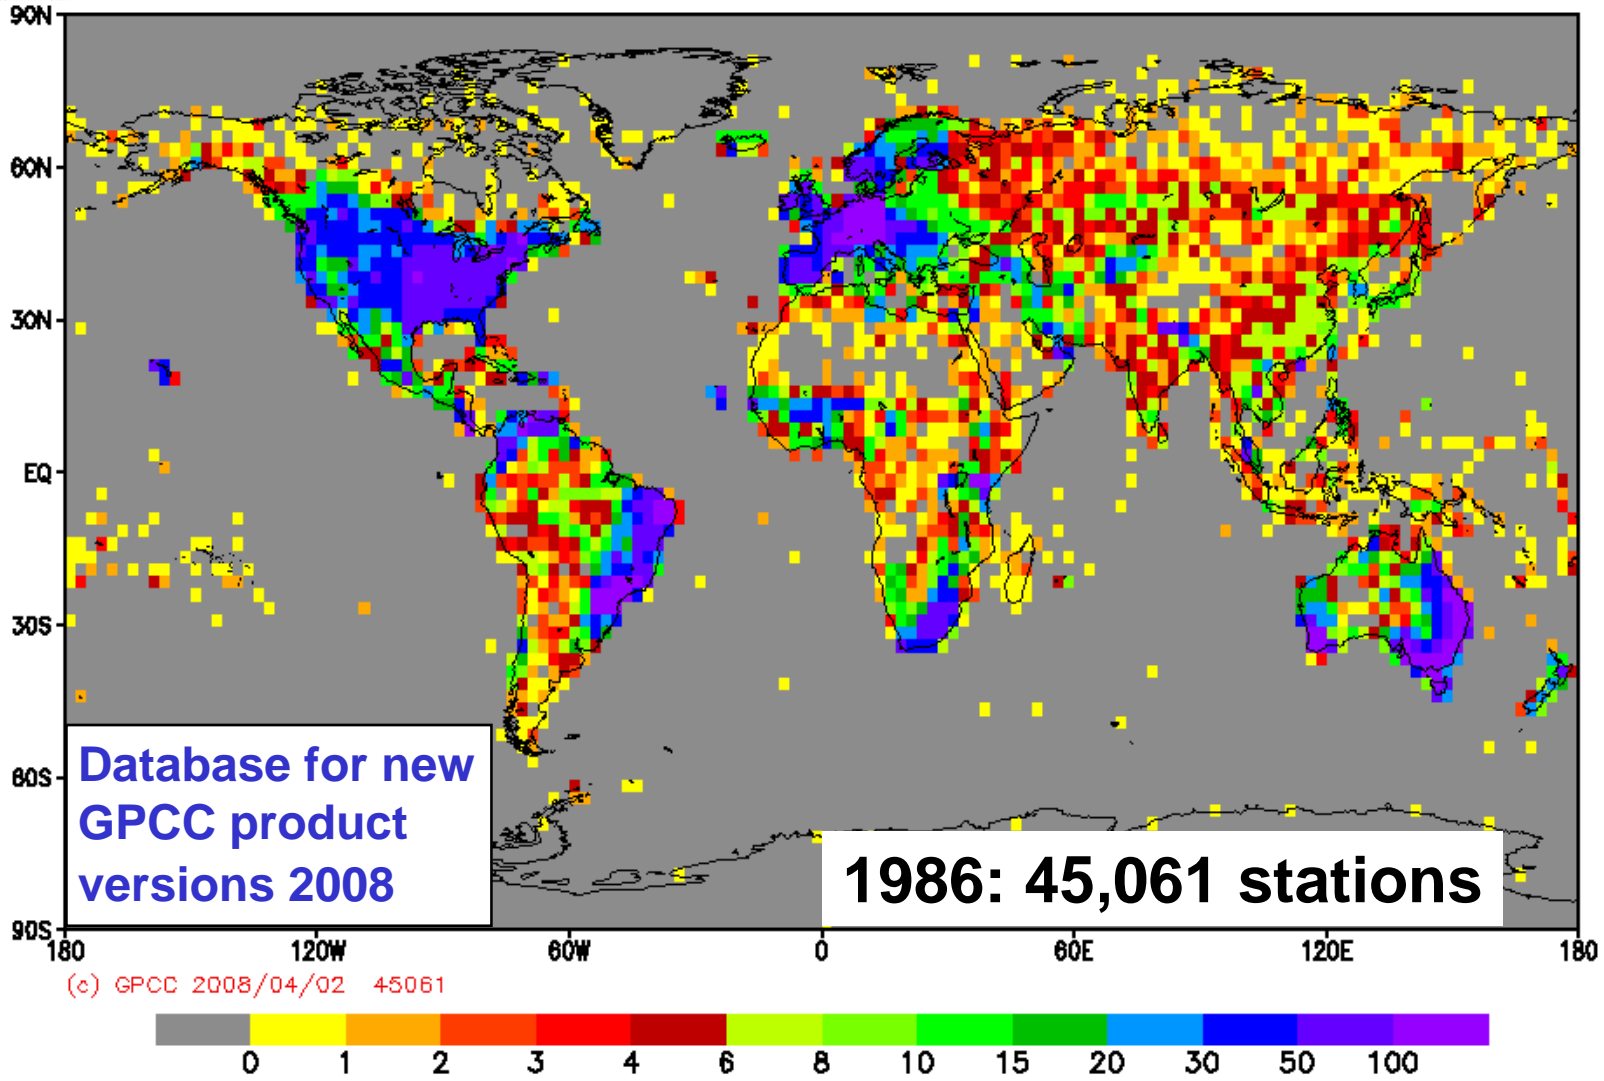 90N
60N
30N
EQ
30S
60S
90S
Database for new
GPCC product
versions 2008
1986: 45,061 stations
180 120W 60W 0 60E 120E 180
(c) GPCC 2008/04/02 45061
0 1 2 3 4 6 8 10 15 20 30 50 100